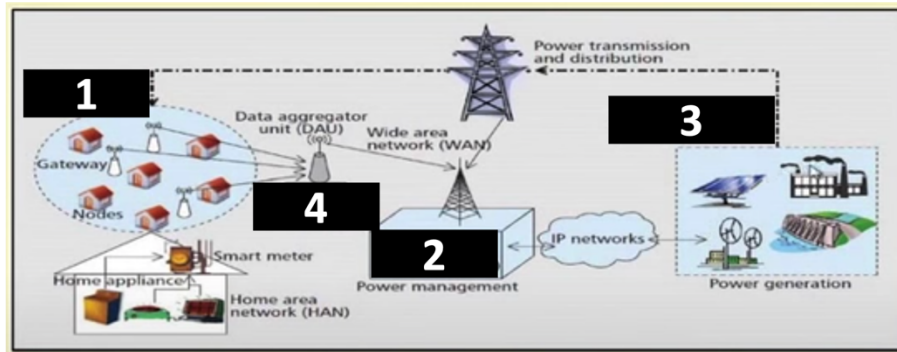 Power transmission
and distribution
1
3
Data aggregator
unit (DAU)
Wide area
network (WAN)
Gateway
Nodes
4
2
IP networks
Smart meter
Home appliance
Power management
Power generation
Home area
network (HAN)